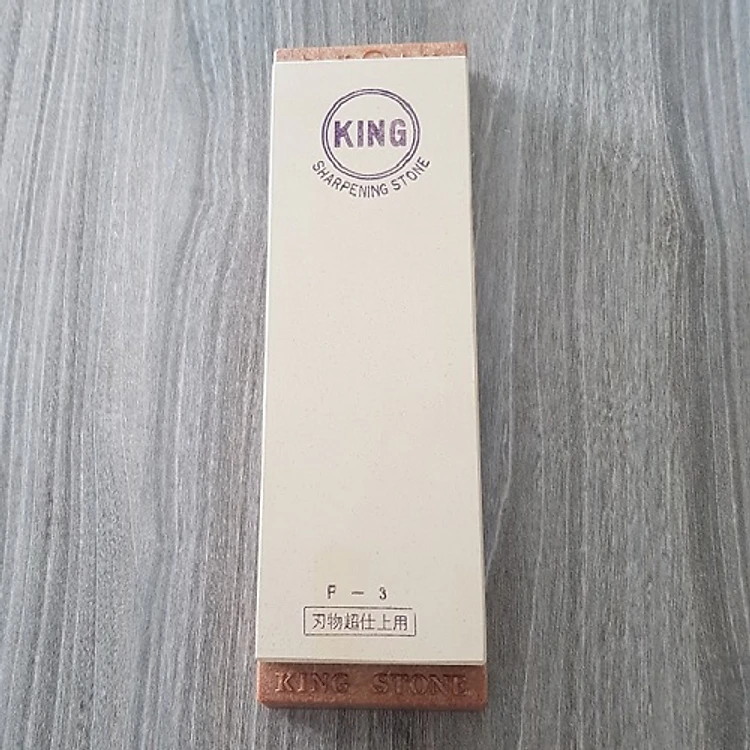 KING
SHARPENING STONE
F - 3
刃物超仕上用
KING STONE